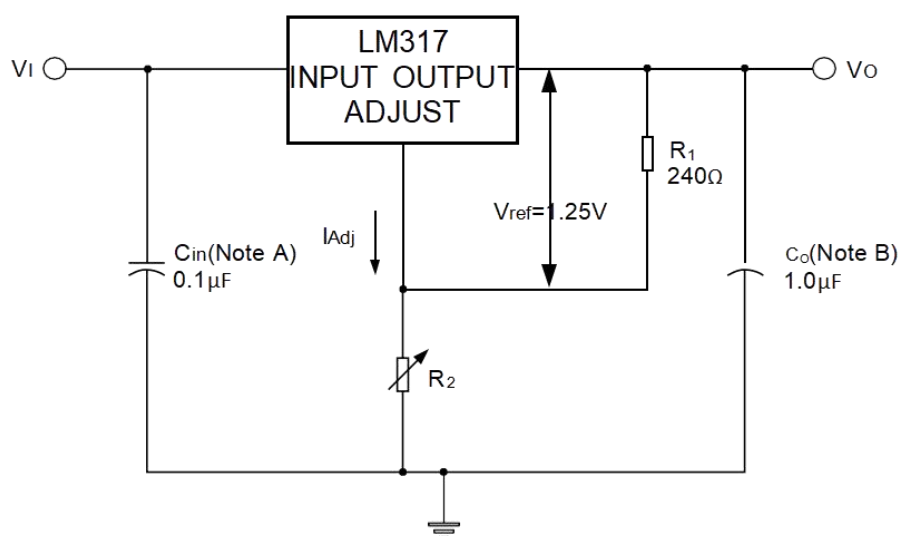 LM317
INPUT OUTPUT
ADJUST
VI
VO
R1
240Ω
Vref=1.25V
IAdj
Cin(Note A)
0.1μF
Co(Note B)
1.0μF
R2